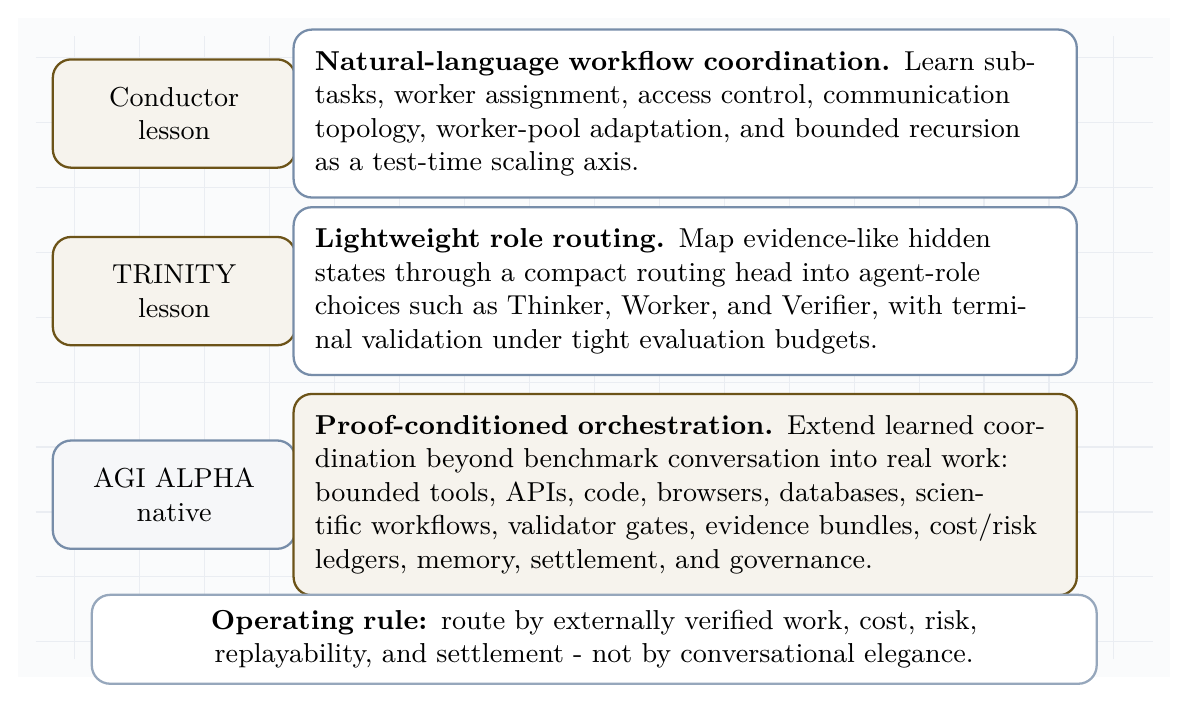 Conductor
lesson
Natural-language workflow coordination. Learn sub-
tasks, worker assignment, access control, communication
topology, worker-pool adaptation, and bounded recursion
as a test-time scaling axis.
TRINITY
lesson
Lightweight role routing. Map evidence-like hidden
states through a compact routing head into agent-role
choices such as Thinker, Worker, and Verifier, with termi-
nal validation under tight evaluation budgets.
AGI ALPHA
native
Proof-conditioned orchestration. Extend learned coor-
dination beyond benchmark conversation into real work:
bounded tools, APIs, code, browsers, databases, scien-
tific workflows, validator gates, evidence bundles, cost/risk
ledgers, memory, settlement, and governance.
Operating rule: route by externally verified work, cost, risk,
replayability, and settlement - not by conversational elegance.